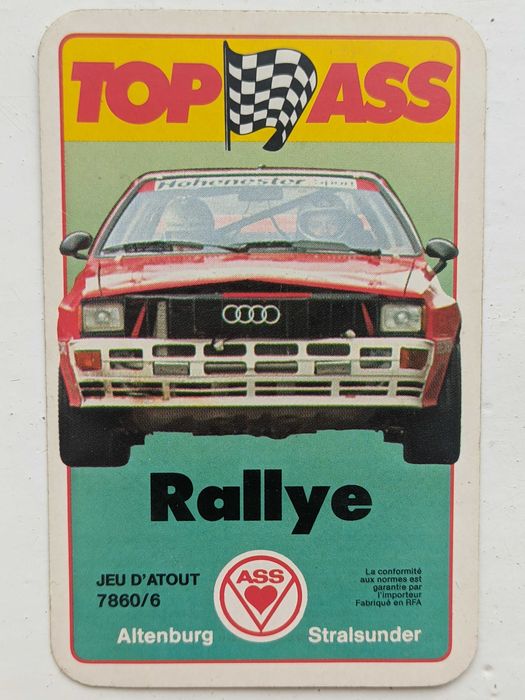 TOP ASS
Hohenester Sport
Rallye
JEU D'ATOUT
7860/6
ASS
La conformité
aux normes est
garantie par
l'importeur
Fabriqué en RFA
Altenburg Stralsunder